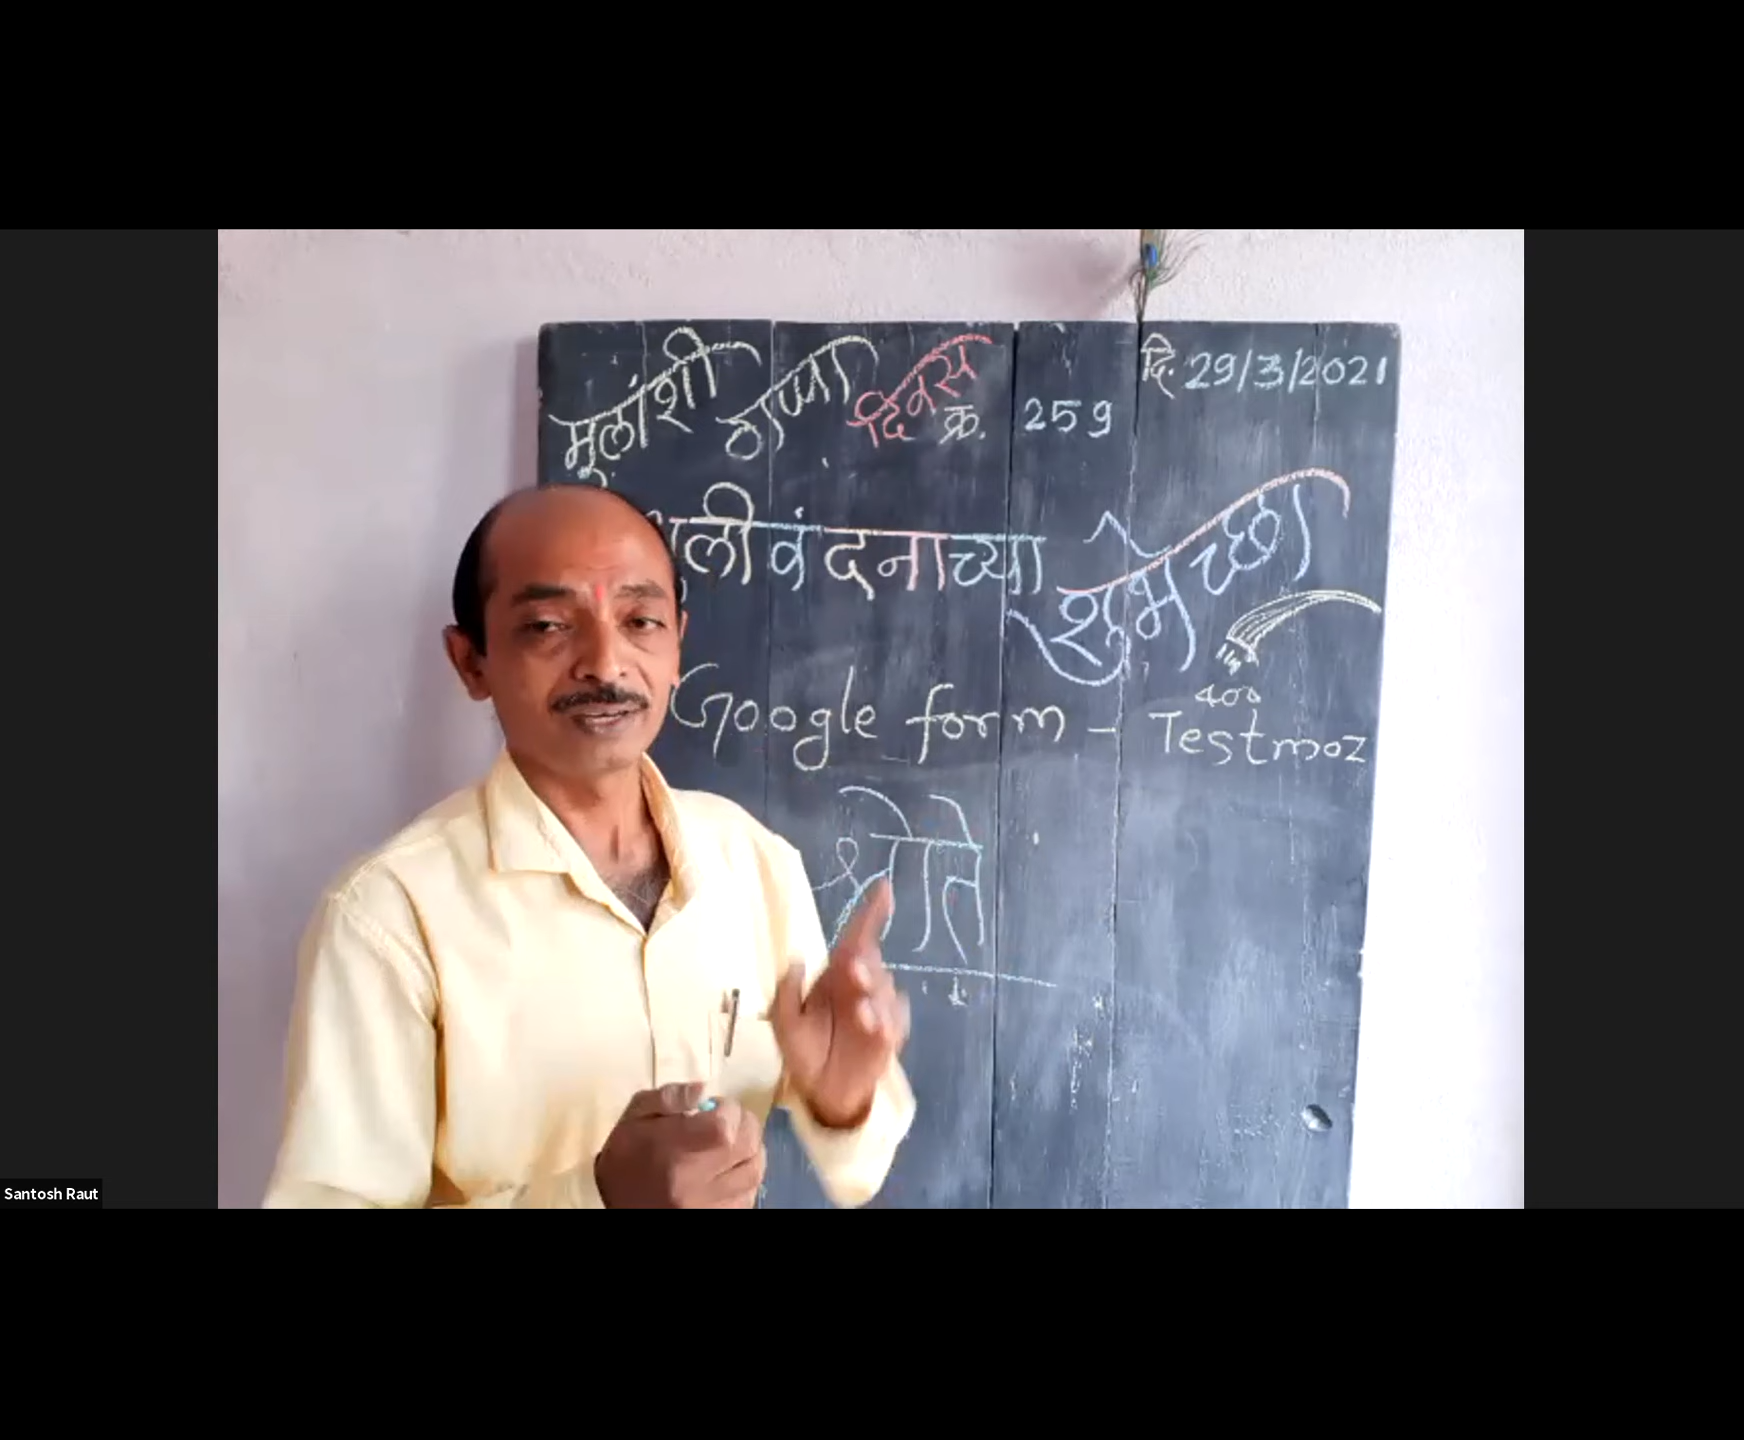 मुलांशी गप्पा दिवस क्र. 259
दि. 29/3/2021
धुलीवंदनाच्या शुभेच्छा
400
Google form - Testmoz
श्रोते
Santosh Raut